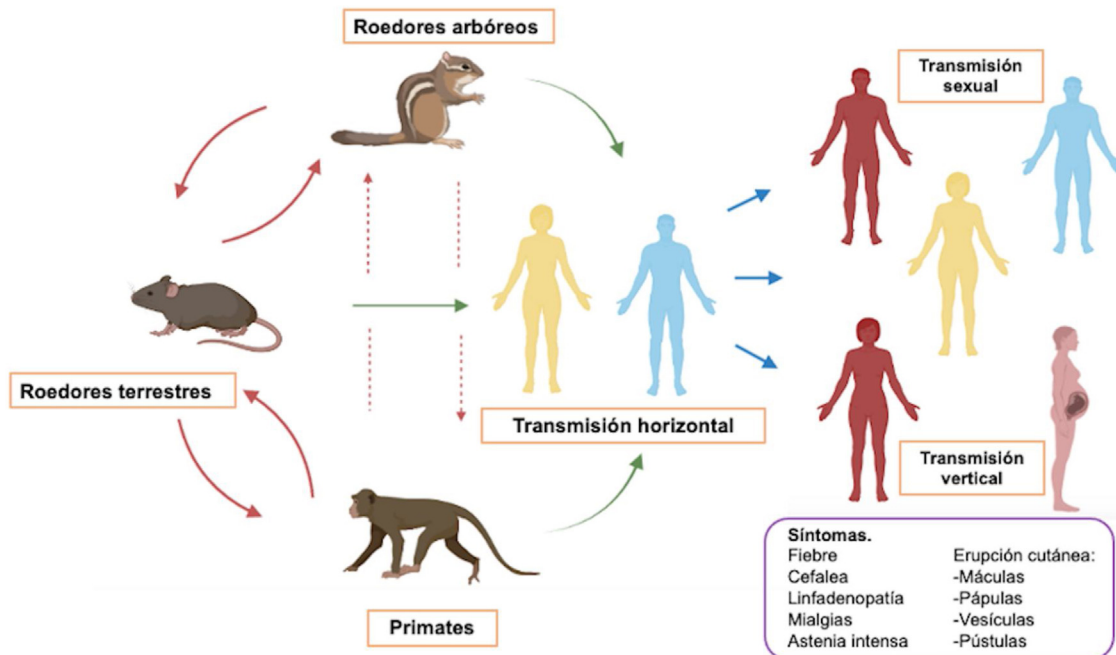 Roedores arbóreos
Transmisión
sexual
Roedores terrestres
Transmisión horizontal
Transmisión
vertical
Primates
Síntomas.
Fiebre
Cefalea
Linfadenopatía
Mialgias
Astenia intensa
Erupción cutánea:
-Máculas
-Pápulas
-Vesículas
-Pústulas